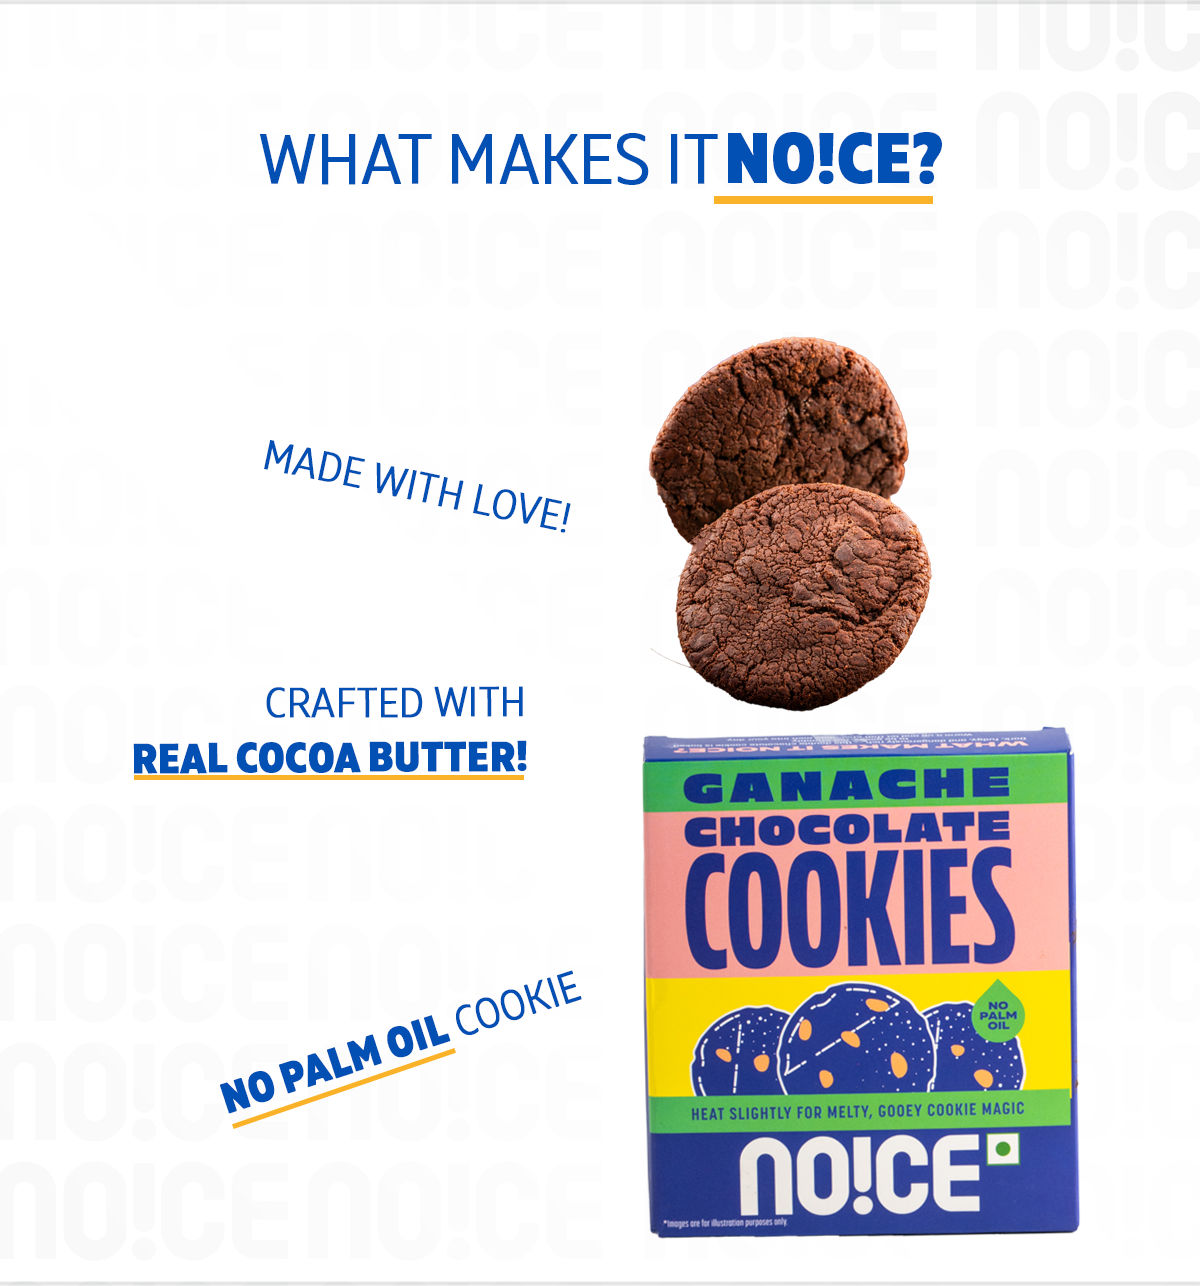 WHAT MAKES IT NO!CE?
MADE WITH LOVE!
CRAFTED WITH
REAL COCOA BUTTER!
NO PALM OIL COOKIE
WHAT MAKES IT NO!CE?
GANACHE
CHOCOLATE
COOKIES
NO
PALM
OIL
HEAT SLIGHTLY FOR MELTY, GOOEY COOKIE MAGIC
NO!CE
*Images are for illustration purposes only.